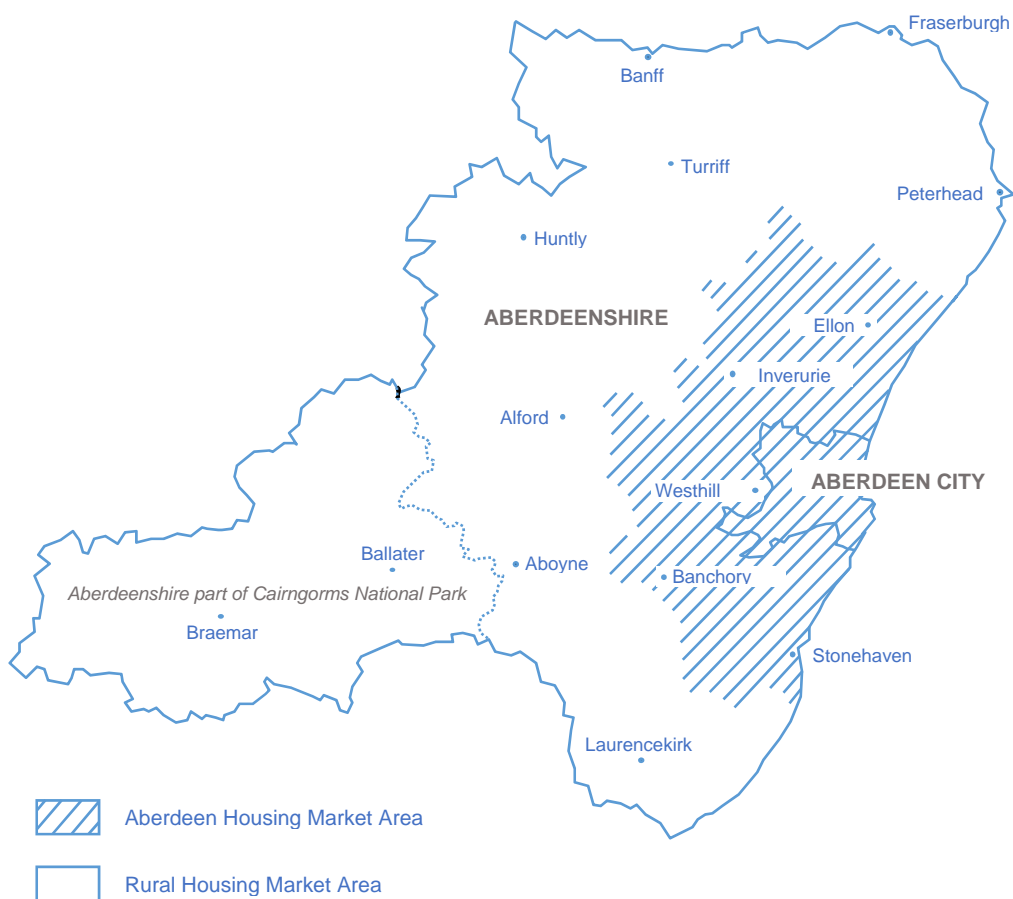 Fraserburgh
Banff
Turriff
Peterhead
Huntly
ABERDEENSHIRE
Ellon
Inverurie
Alford
ABERDEEN CITY
Westhill
Ballater
Aboyne
Banchory
Aberdeenshire part of Cairngorms National Park
Braemar
Stonehaven
Laurencekirk
Aberdeen Housing Market Area
Rural Housing Market Area